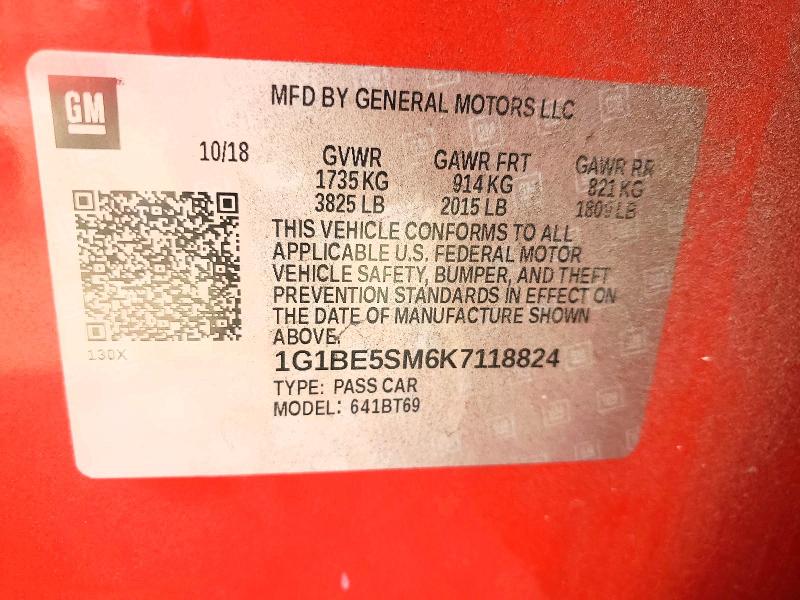 GM
MFD BY GENERAL MOTORS LLC
10/18 GVWR GAWR FRT GAWR RR
1735 KG 914 KG 821 KG
3825 LB 2015 LB 1809 LB
THIS VEHICLE CONFORMS TO ALL
APPLICABLE U.S. FEDERAL MOTOR
VEHICLE SAFETY, BUMPER, AND THEFT
PREVENTION STANDARDS IN EFFECT ON
THE DATE OF MANUFACTURE SHOWN
ABOVE.
130X
1G1BE5SM6K7118824
TYPE: PASS CAR
MODEL: 641BT69